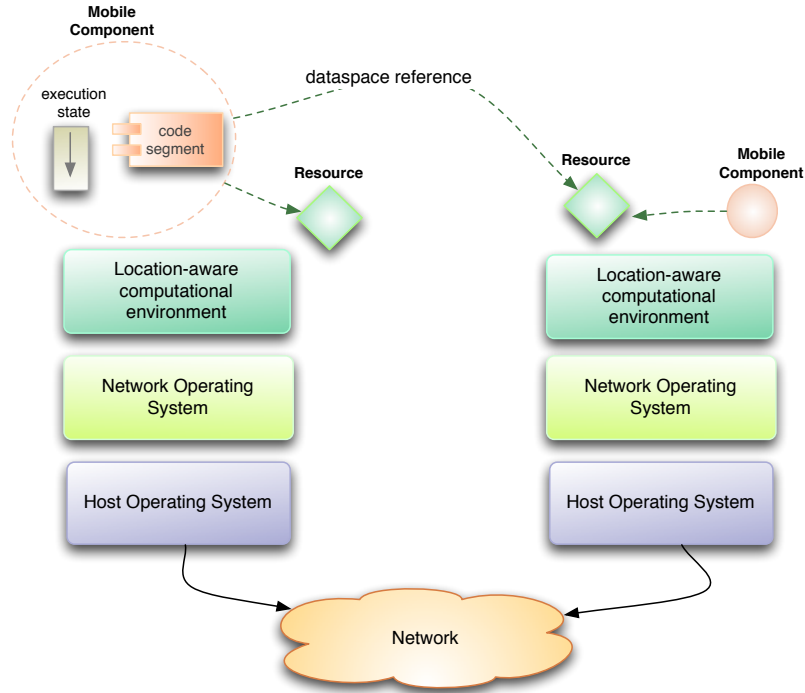 Mobile
Component
execution
state
code
segment
dataspace reference
Resource
Resource
Mobile
Component
Location-aware
computational
environment
Location-aware
computational
environment
Network Operating
System
Network Operating
System
Host Operating System
Host Operating System
Network